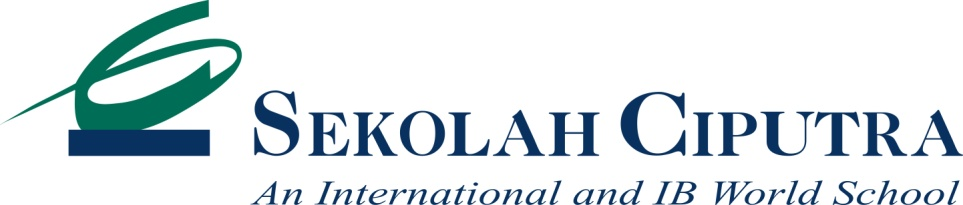 SEKOLAH CIPUTRA
An International and IB World School